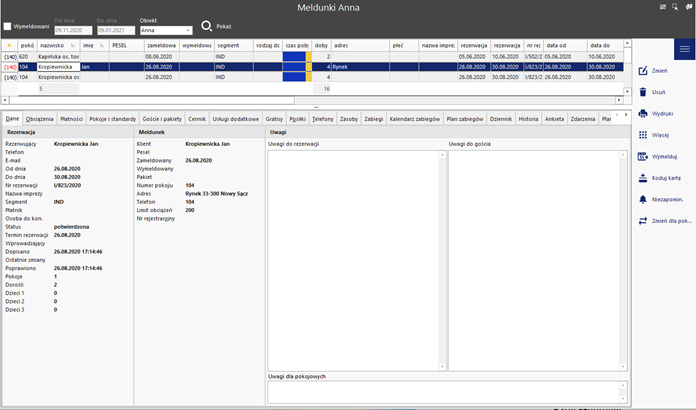 Meldunki Anna
Wymeldowani
Od dnia
09.11.2020
Do dnia
09.01.2021
Obiekt
Anna
Pokaż
pokó nazwisko imię PESEL zameldowa wymeldowa segment rodzaj do czas poby doby adres płeć nazwa impre rezerwacja rezerwacja nr rez data od data do
(140) 620 Kapińska os. tow 08.06.2020 IND 2 05.06.2020 10.06.2020 I/502/2 05.06.2020 10.06.2020
(140) 104 Kropiewnicka Jan 26.08.2020 IND 4 Rynek 26.08.2020 30.08.2020 I/823/2 26.08.2020 30.08.2020
(140) 104 Kropiewnicka os 26.08.2020 IND 4 26.08.2020 30.08.2020 I/823/2 26.08.2020 30.08.2020
5 16
Dane Obciążenia Płatności Pokoje i standardy Goście i pakiety Cennik Usługi dodatkowe Gratisy Posiłki Telefony Zasoby Zabiegi Kalendarz zabiegów Plan zabiegów Dziennik Historia Ankieta Zdarzenia Plan
Rezerwacja
Rezerwujący Kropiewnicka Jan
Telefon
E-mail
Od dnia 26.08.2020
Do dnia 30.08.2020
Nr rezerwacji I/823/2020
Nazwa imprezy
Segment IND
Płatnik
Osoba do kon.
Status potwierdzona
Termin rezerwacji 26.08.2020
Wprowadzający
Dopisano 26.08.2020 17:14:46
Ostatnie zmiany
Poprawiono 26.08.2020 17:14:46
Pokoje 1
Dorośli 2
Dzieci 1 0
Dzieci 2 0
Dzieci 3 0
Meldunek
Klient Kropiewnicka Jan
Pesel
Zameldowany 26.08.2020
Wymeldowany
Pakiet
Numer pokoju 104
Adres Rynek 33-300 Nowy Sącz
Telefon 104
Limit obciążeń 200
Nr rejestracyjny
Uwagi
Uwagi do rezerwacji
Uwagi do gościa
Uwagi dla pokojowych
Zmień
Usuń
Wydruki
Więcej
Wymelduj
Koduj kartę
Niezapomin.
Zmień dla pok...